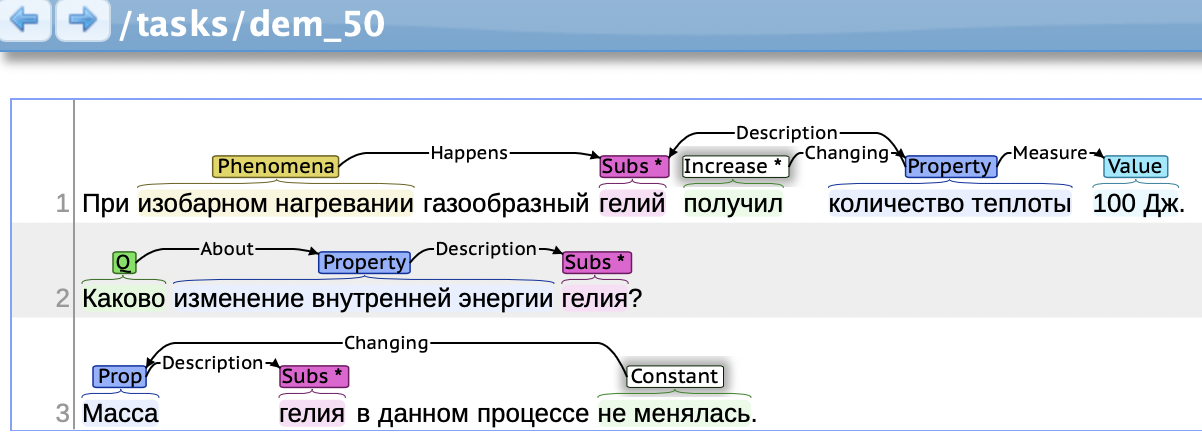 /tasks/dem_50
Description
Happens Changing Measure
Phenomena Subs * Increase * Property Value
1 При изобарном нагревании газообразный гелий получил количество теплоты 100 Дж.
About Description
Q Property Subs *
2 Каково изменение внутренней энергии гелия?
Changing
Description
Prop Subs * Constant
3 Масса гелия в данном процессе не менялась.